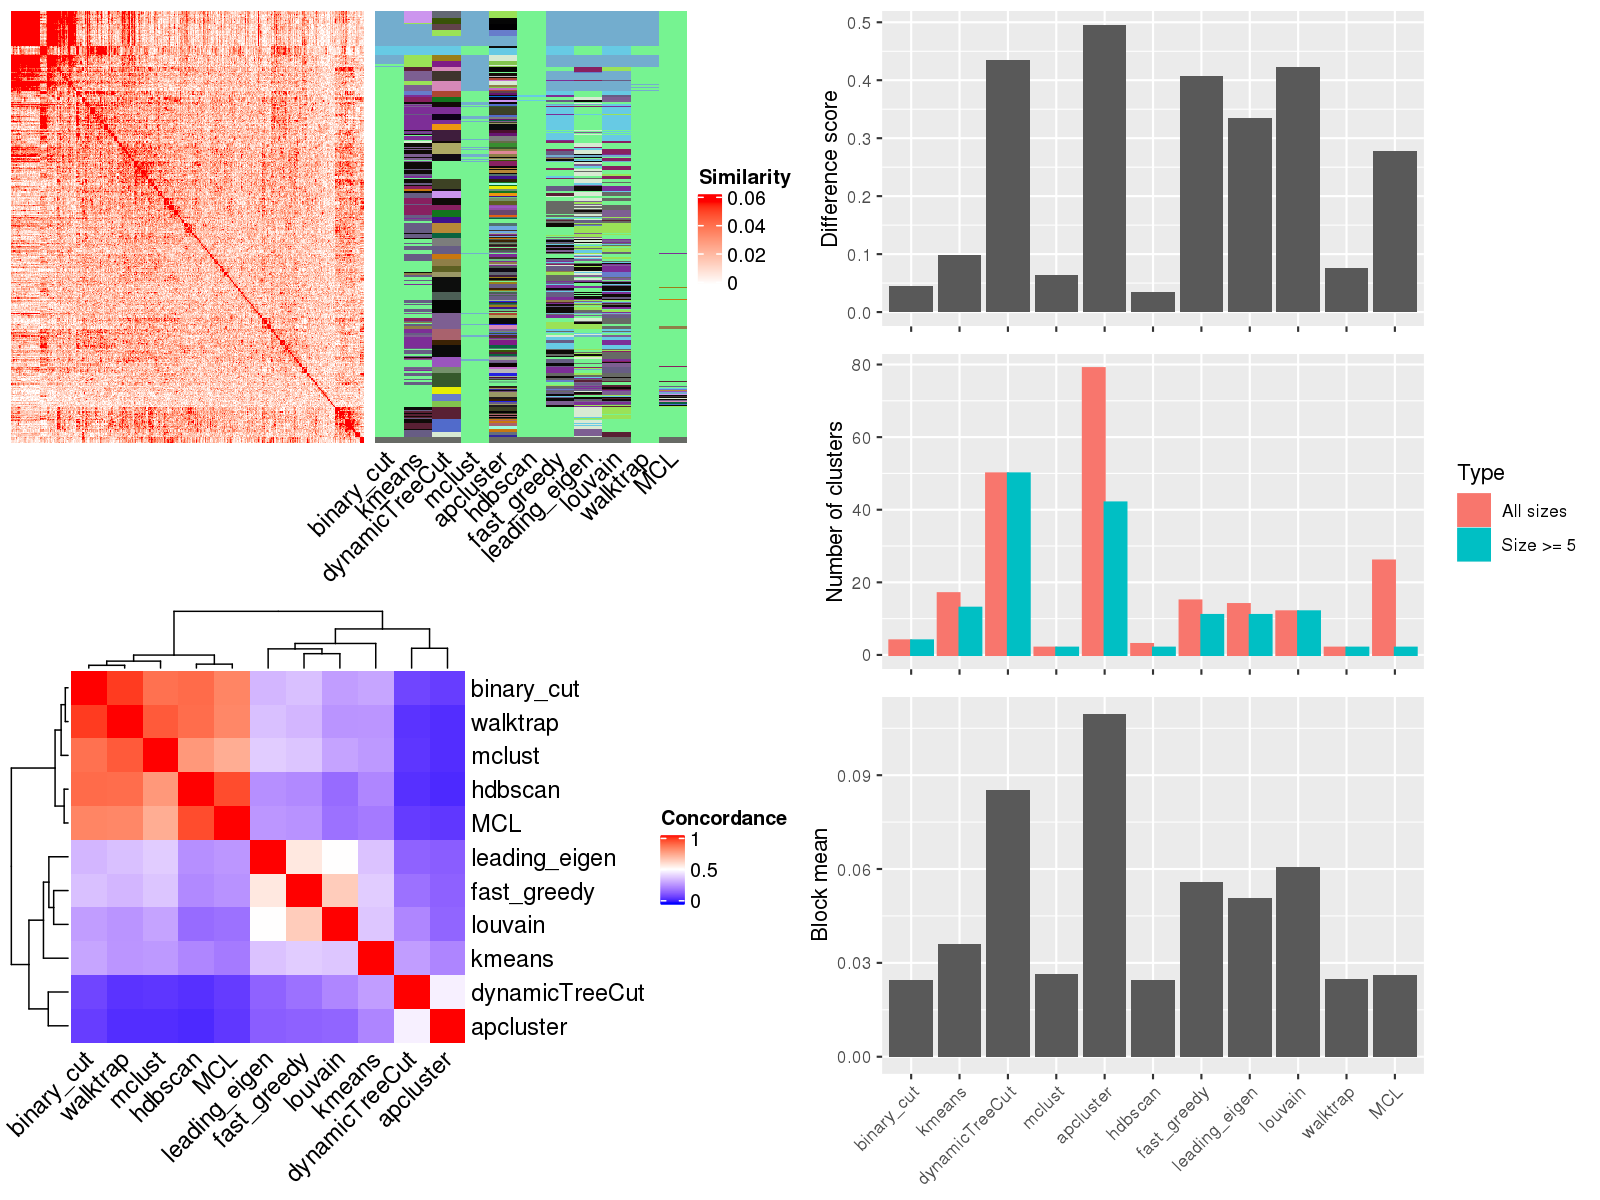 Similarity
0.06
0.04
0.02
0
binary_cut
kmeans
dynamicTreeCut
mclust
apcluster
hdbscan
fast_greedy
leading_eigen
louvain
walktrap
MCL
binary_cut
walktrap
mclust
hdbscan
MCL
leading_eigen
fast_greedy
louvain
kmeans
dynamicTreeCut
apcluster
Concordance
1
0.5
0
binary_cut
walktrap
mclust
hdbscan
MCL
leading_eigen
fast_greedy
louvain
kmeans
dynamicTreeCut
apcluster
Difference score
0.5
0.4
0.3
0.2
0.1
0.0
Number of clusters
80
60
40
20
0
Type
All sizes
Size >= 5
Block mean
0.09
0.06
0.03
0.00
binary_cut
kmeans
dynamicTreeCut
mclust
apcluster
hdbscan
fast_greedy
leading_eigen
louvain
walktrap
MCL